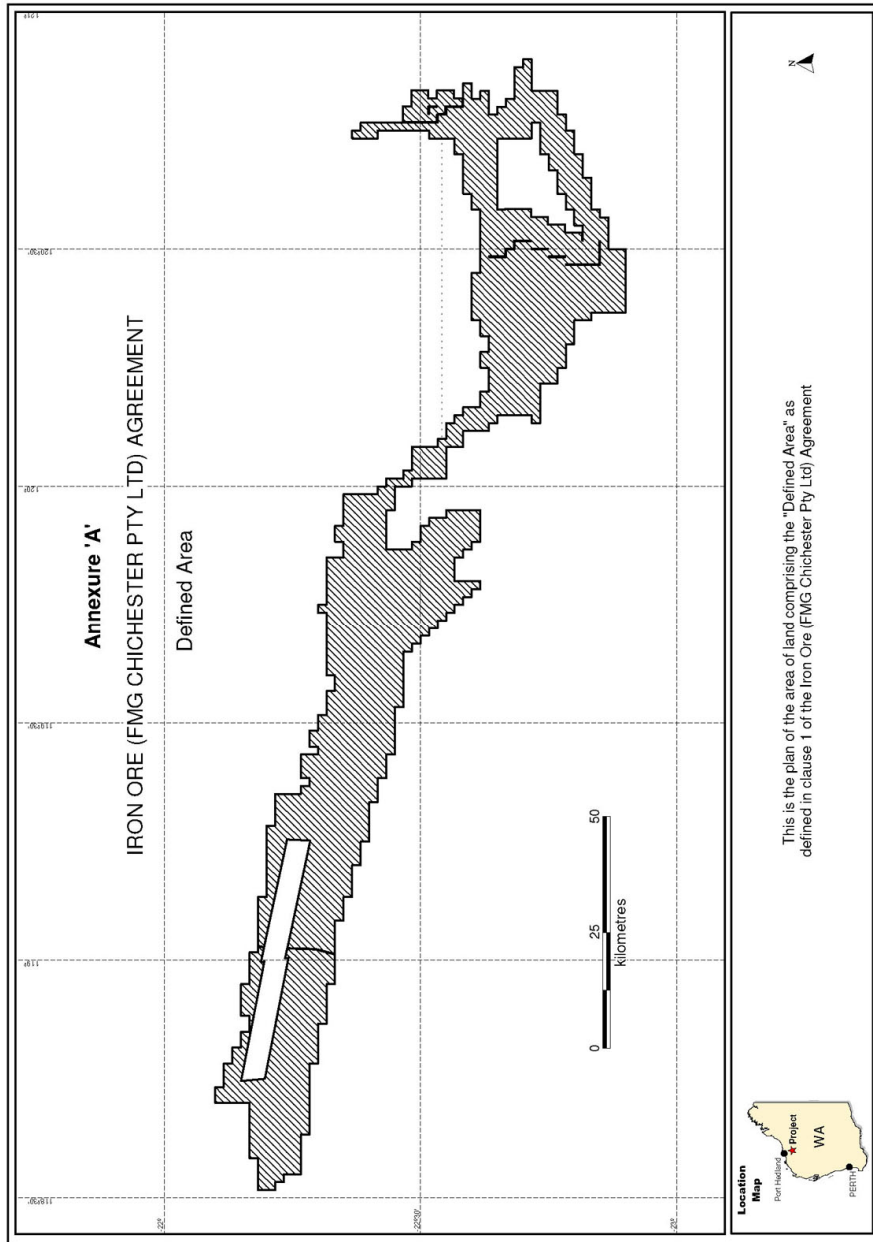 Annexure 'A'
IRON ORE (FMG CHICHESTER PTY LTD) AGREEMENT
Defined Area
121°
120°30'
120°
119°30'
119°
118°30'
-22°
-22°30'
-23°
0
25
50
kilometres
This is the plan of the area of land comprising the "Defined Area" as
defined in clause 1 of the Iron Ore (FMG Chichester Pty Ltd) Agreement
N
Location
Map
Port Hedland
Project
WA
PERTH